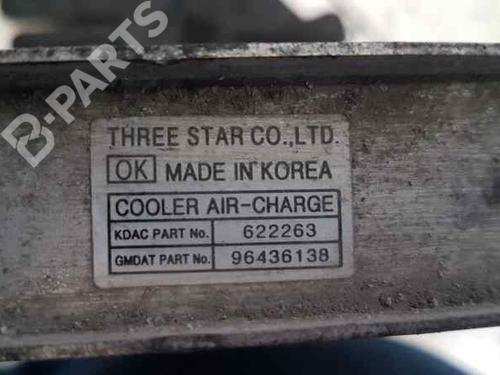 B-PARTS
THREE STAR CO.,LTD.
OK MADE IN KOREA
COOLER AIR-CHARGE
KDAC PART No. 622263
GMDAT PART No. 96436138